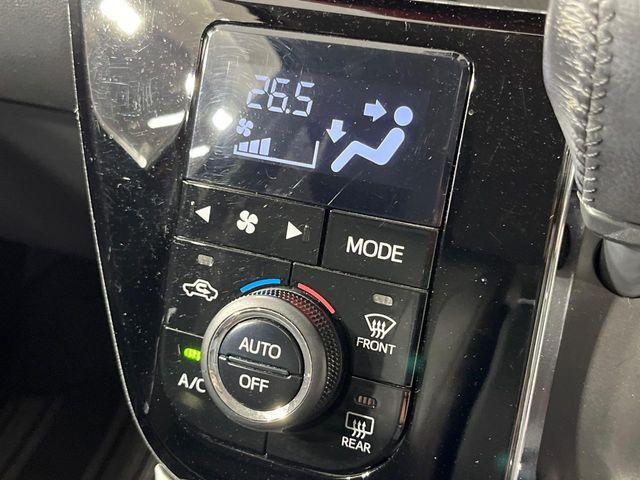 26.5
MODE
FRONT
AUTO
OFF
A/C
REAR